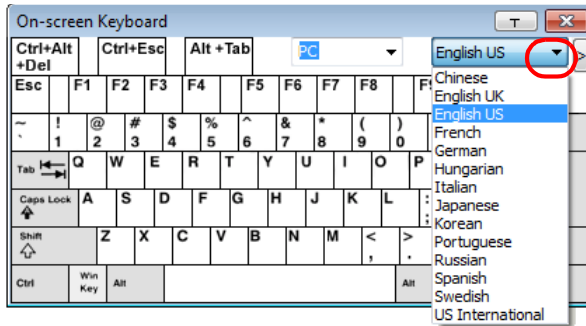 On-screen Keyboard T X
Ctrl+Alt
+Del Ctrl+Esc Alt +Tab PC English US >
Esc F1 F2 F3 F4 F5 F6 F7 F8 F9
~ ! @ # $ % ^ & * ( )
` 1 2 3 4 5 6 7 8 9 0
Tab Q W E R T Y U I O P
Caps Lock A S D F G H J K L :
;
Shift Z X C V B N M < >
, .
Ctrl Win
Key Alt Alt
Chinese
English UK
English US
French
German
Hungarian
Italian
Japanese
Korean
Portuguese
Russian
Spanish
Swedish
US International